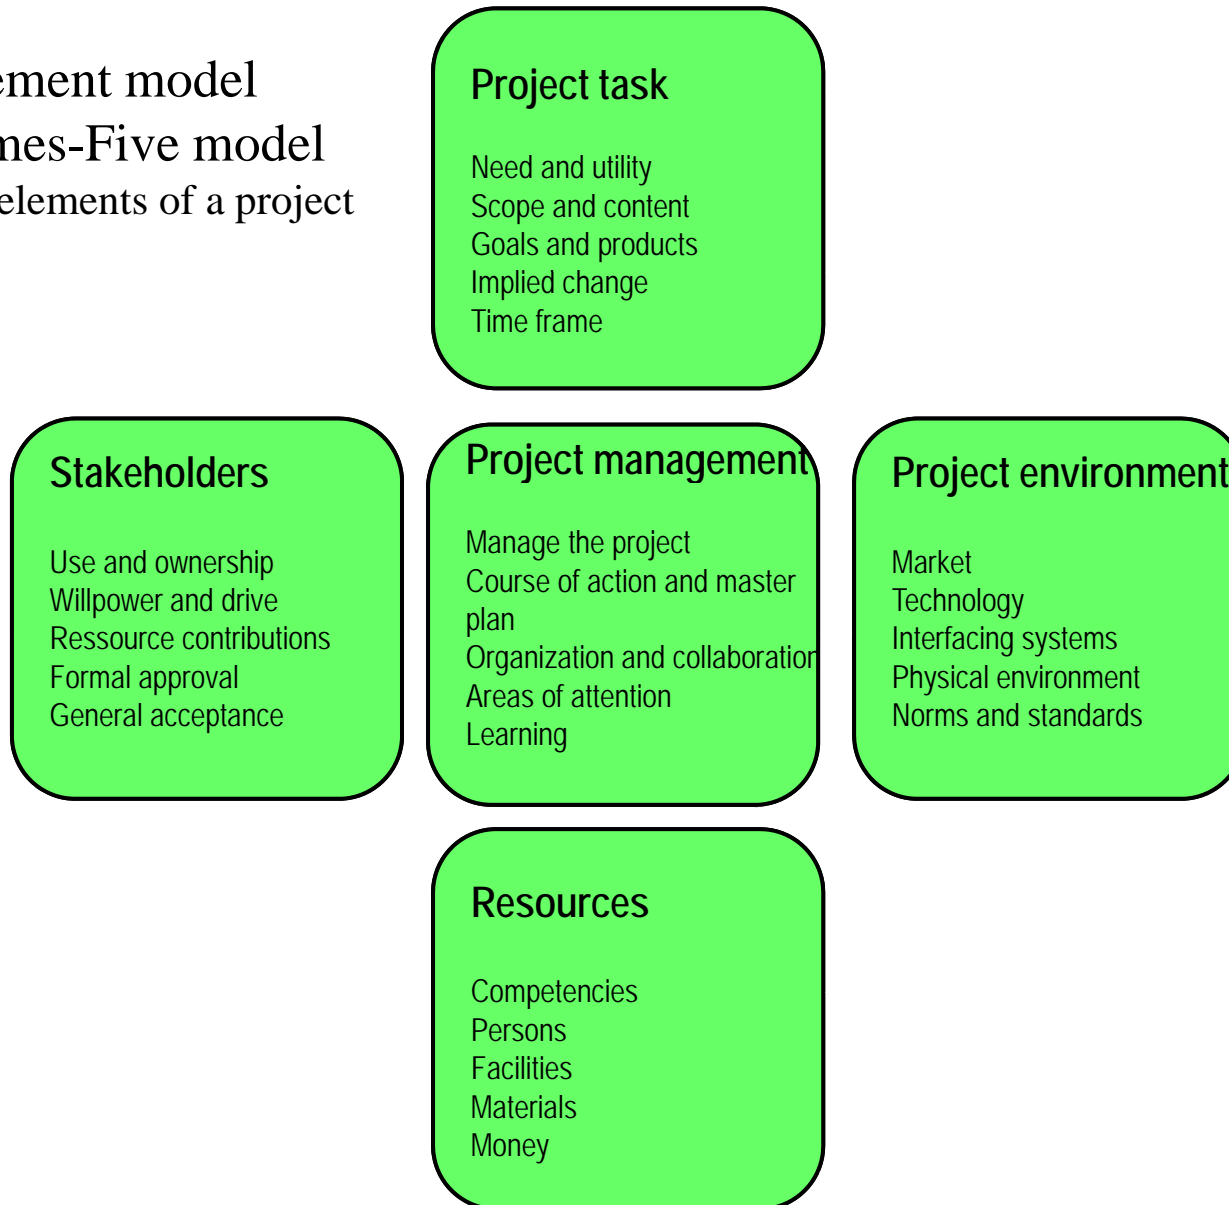 ement model
mes-Five model
elements of a project
Project task
Need and utility
Scope and content
Goals and products
Implied change
Time frame
Stakeholders
Use and ownership
Willpower and drive
Ressource contributions
Formal approval
General acceptance
Project management
Manage the project
Course of action and master
plan
Organization and collaboration
Areas of attention
Learning
Project environment
Market
Technology
Interfacing systems
Physical environment
Norms and standards
Resources
Competencies
Persons
Facilities
Materials
Money